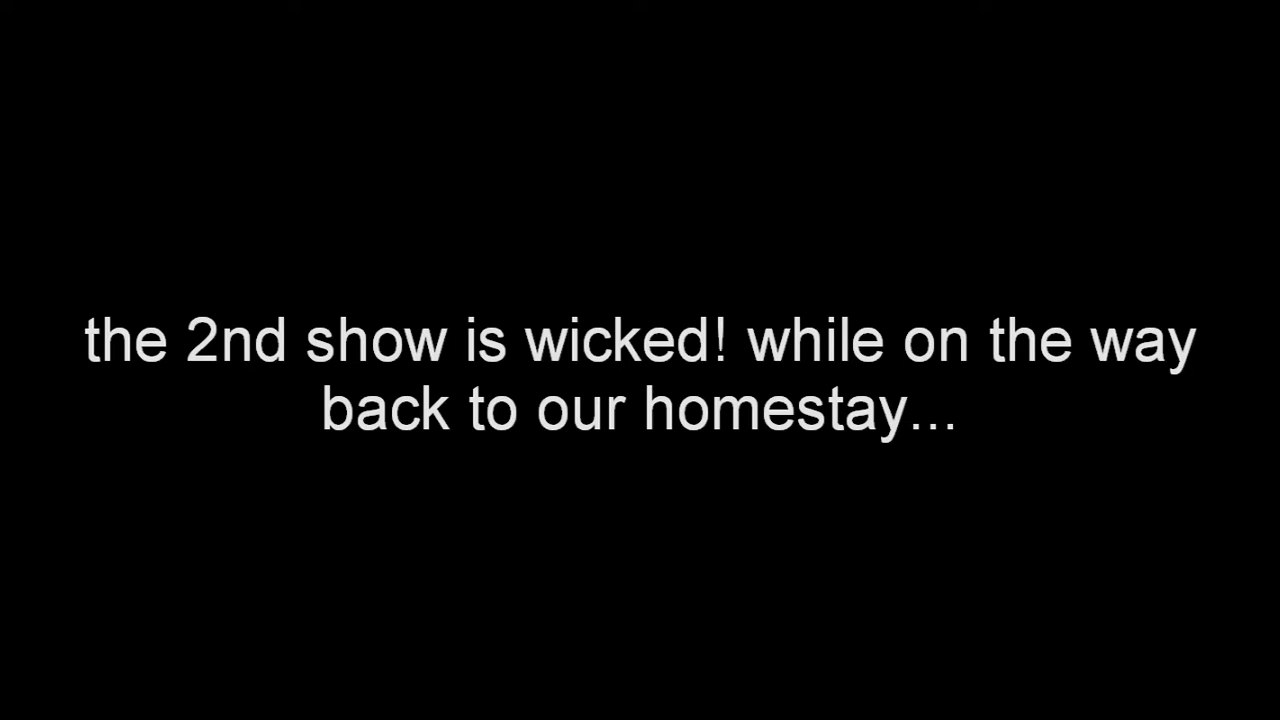 the 2nd show is wicked! while on the way
back to our homestay...